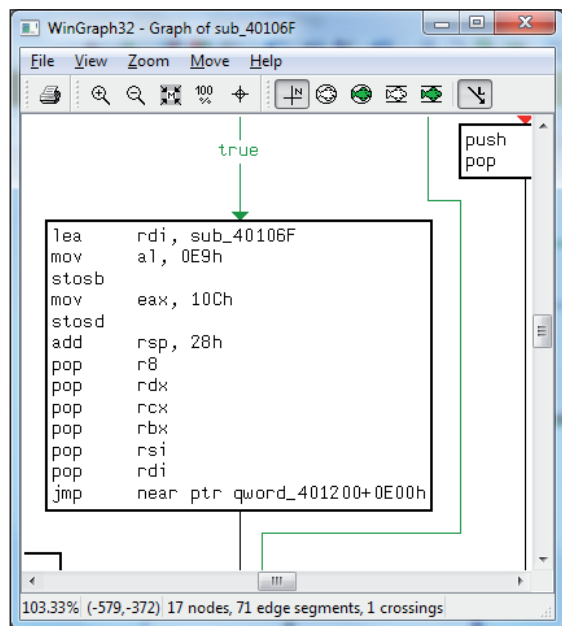 WinGraph32 - Graph of sub_40106F
File View Zoom Move Help
100 %
N
true
push
pop
lea rdi, sub_40106F
mov al, 0E9h
stosb
mov eax, 10Ch
stosd
add rsp, 28h
pop r8
pop rdx
pop rcx
pop rbx
pop rsi
pop rdi
jmp near ptr qword_401200+0E00h
103.33% (-579,-372) 17 nodes, 71 edge segments, 1 crossings